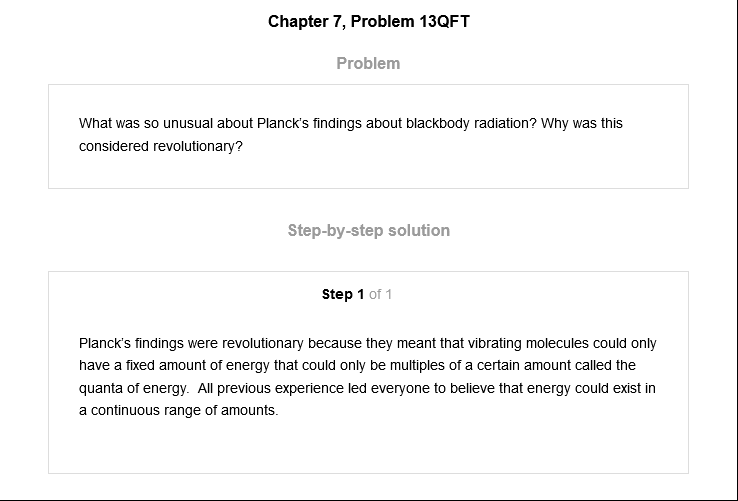 Chapter 7, Problem 13QFT
Problem
What was so unusual about Planck's findings about blackbody radiation? Why was this
considered revolutionary?
Step-by-step solution
Step 1 of 1
Planck's findings were revolutionary because they meant that vibrating molecules could only
have a fixed amount of energy that could only be multiples of a certain amount called the
quanta of energy.  All previous experience led everyone to believe that energy could exist in
a continuous range of amounts.